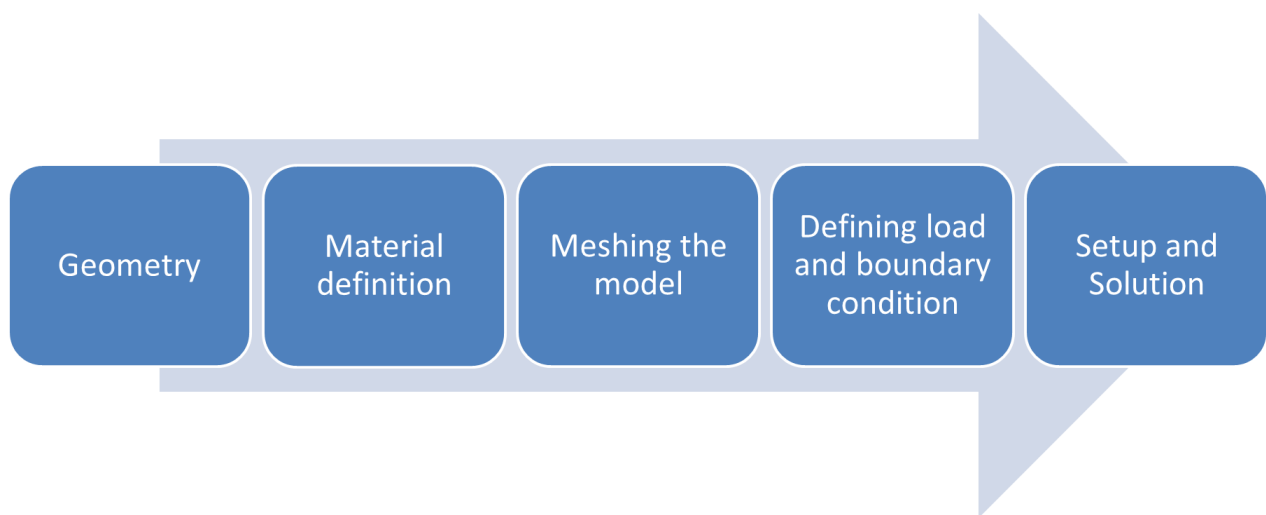 Geometry
Material
definition
Meshing the
model
Defining load
and boundary
condition
Setup and
Solution